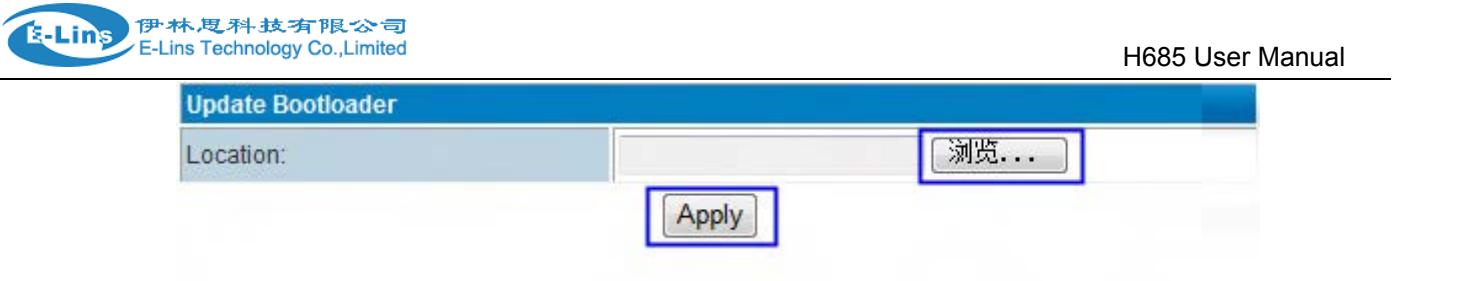 E-Lins
伊林思科技有限公司
E-Lins Technology Co.,Limited
H685 User Manual
Update Bootloader
Location:
浏览...
Apply